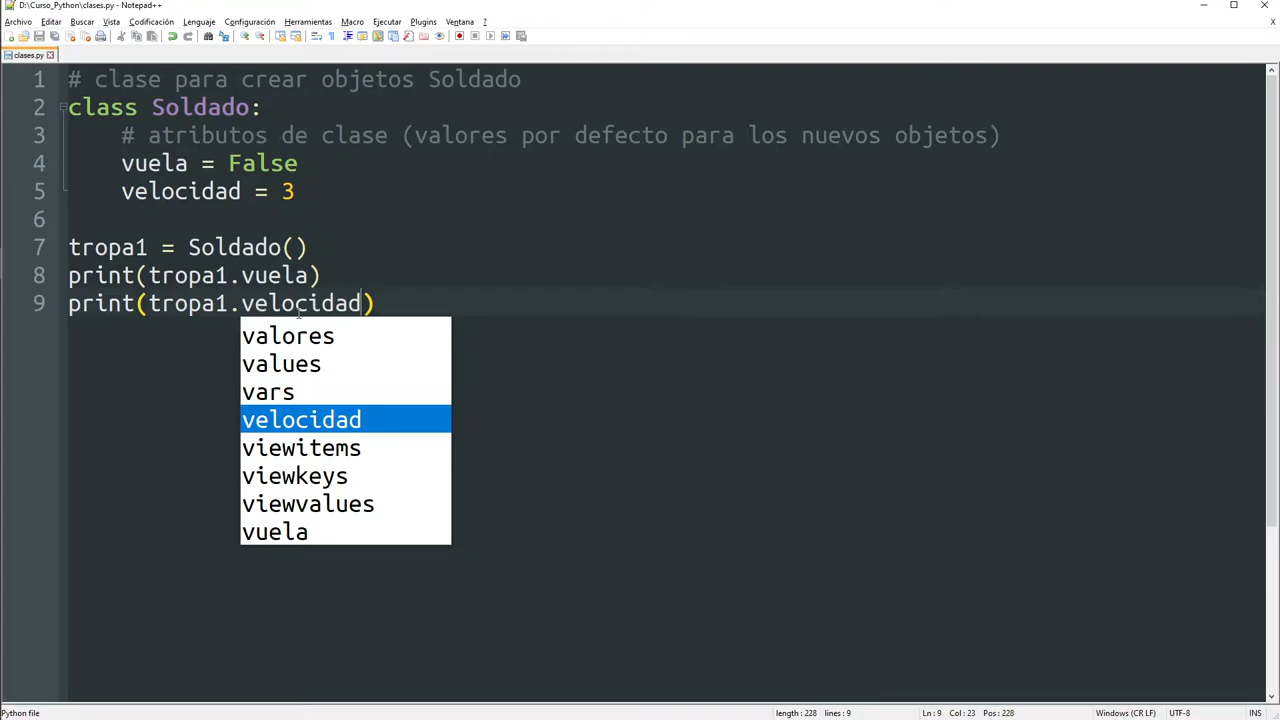 D:\Curso_Python\clases.py - Notepad++
Archivo Editar Buscar Vista Codificación Lenguaje Configuración Herramientas Macro Ejecutar Plugins Ventana ?
X
clases.py
1 # clase para crear objetos Soldado
2 class Soldado:
3 # atributos de clase (valores por defecto para los nuevos objetos)
4 vuela = False
5 velocidad = 3
6
7 tropa1 = Soldado()
8 print(tropa1.vuela)
9 print(tropa1.velocidad)
valores
values
vars
velocidad
viewitems
viewkeys
viewvalues
vuela
Python file length : 228 lines : 9 Ln : 9 Col : 23 Pos : 228 Windows (CR LF) UTF-8 INS